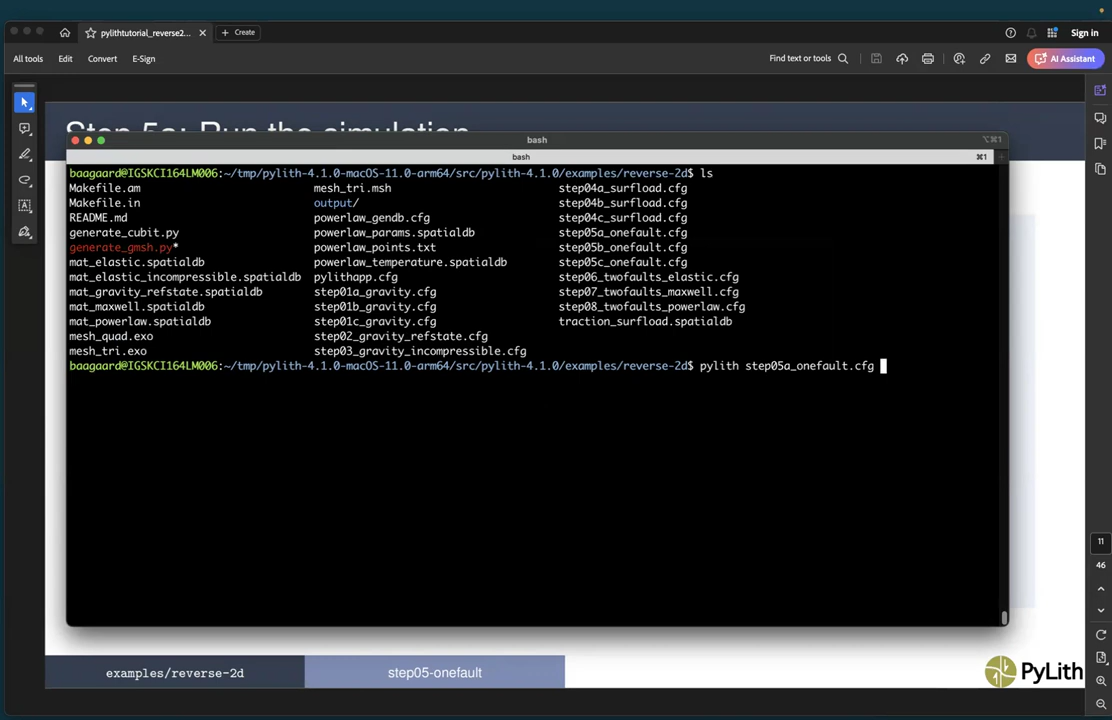 pylithtutorial_reverse2...
Create
Sign in
All tools Edit Convert E-Sign
Find text or tools
AI Assistant
Step 5a: Run the simulation
bash
⌥⌘1
bash
⌘1
baagaard@IGSKCI164LM006:~/tmp/pylith-4.1.0-macOS-11.0-arm64/src/pylith-4.1.0/examples/reverse-2d$ ls
Makefile.am mesh_tri.msh step04a_surfload.cfg
Makefile.in output/ step04b_surfload.cfg
README.md powerlaw_gendb.cfg step04c_surfload.cfg
generate_cubit.py powerlaw_params.spatialdb step05a_onefault.cfg
generate_gmsh.py* powerlaw_points.txt step05b_onefault.cfg
mat_elastic.spatialdb powerlaw_temperature.spatialdb step05c_onefault.cfg
mat_elastic_incompressible.spatialdb pylithapp.cfg step06_twofaults_elastic.cfg
mat_gravity_refstate.spatialdb step01a_gravity.cfg step07_twofaults_maxwell.cfg
mat_maxwell.spatialdb step01b_gravity.cfg step08_twofaults_powerlaw.cfg
mat_powerlaw.spatialdb step01c_gravity.cfg traction_surfload.spatialdb
mesh_quad.exo step02_gravity_refstate.cfg
mesh_tri.exo step03_gravity_incompressible.cfg
baagaard@IGSKCI164LM006:~/tmp/pylith-4.1.0-macOS-11.0-arm64/src/pylith-4.1.0/examples/reverse-2d$ pylith step05a_onefault.cfg
11
46
examples/reverse-2d step05-onefault PyLith